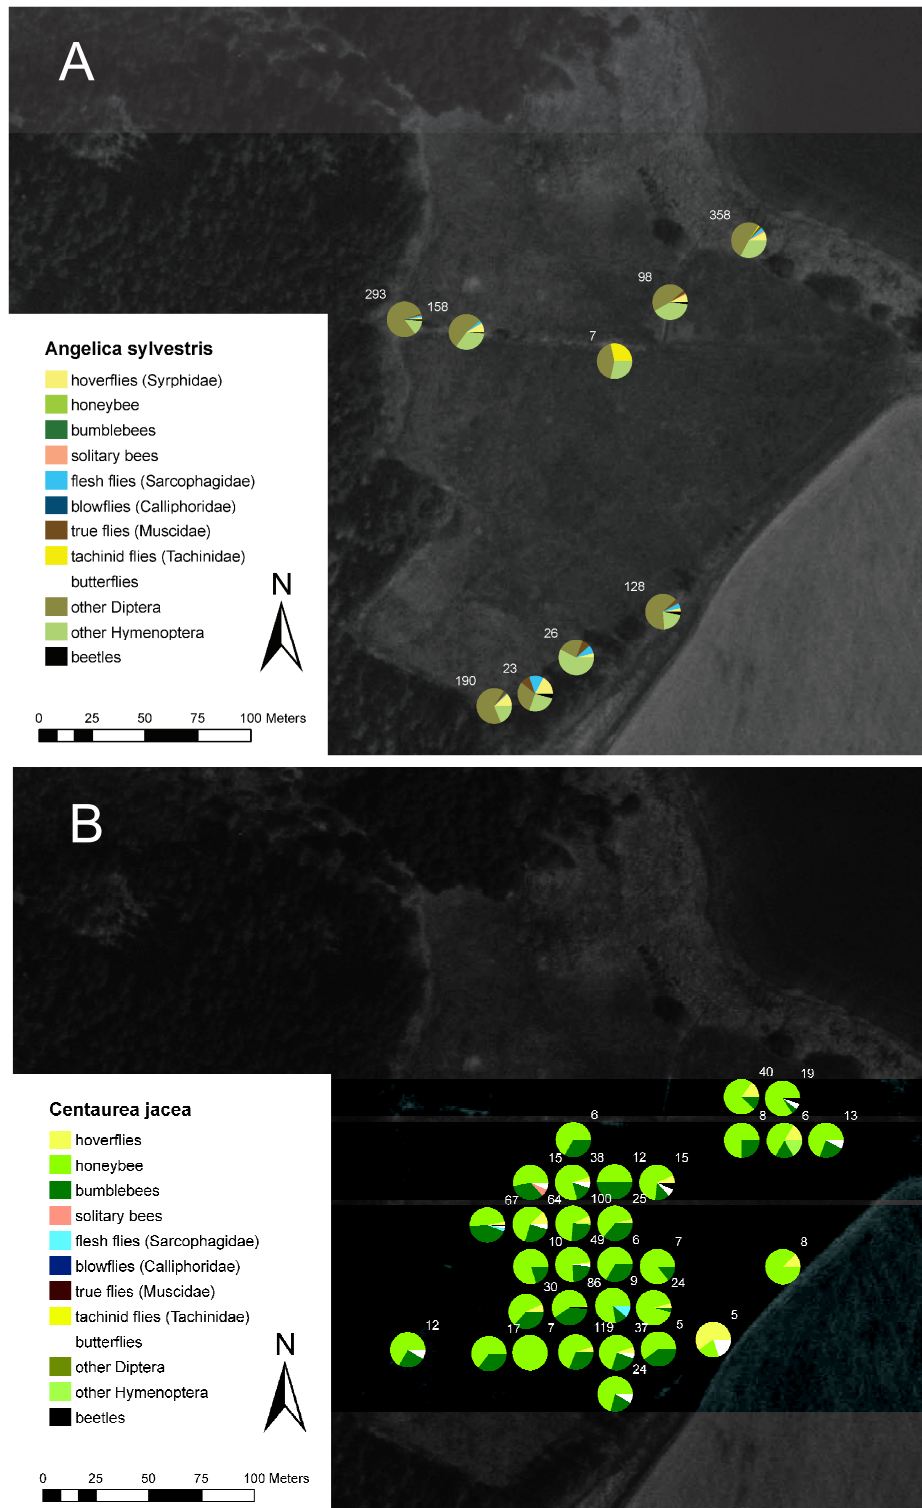 A
358
98
293
158
7
Angelica sylvestris
hoverflies (Syrphidae)
honeybee
bumblebees
solitary bees
flesh flies (Sarcophagidae)
blowflies (Calliphoridae)
true flies (Muscidae)
tachinid flies (Tachinidae)
butterflies
other Diptera
other Hymenoptera
beetles
N
128
26
23
190
0 25 50 75 100 Meters
B
40 19
6 8 6 13
15 38 12 15
67 64 100 25
10 49 6 7 8
30 86 9 24
12 17 7 119 37 5 5
24
Centaurea jacea
hoverflies
honeybee
bumblebees
solitary bees
flesh flies (Sarcophagidae)
blowflies (Calliphoridae)
true flies (Muscidae)
tachinid flies (Tachinidae)
butterflies
other Diptera
other Hymenoptera
beetles
N
0 25 50 75 100 Meters